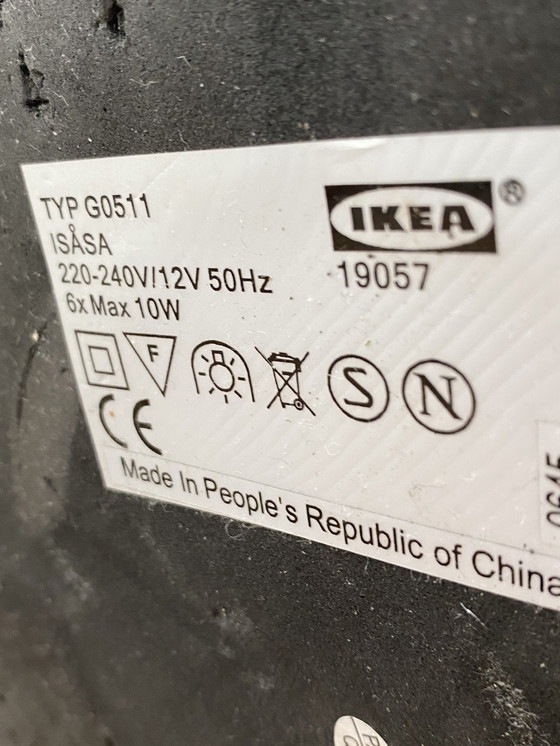 TYP G0511
ISÅSA
220-240V/12V 50Hz
6x Max 10W
IKEA®
19057
F
S
N
CE
Made In People's Republic of China